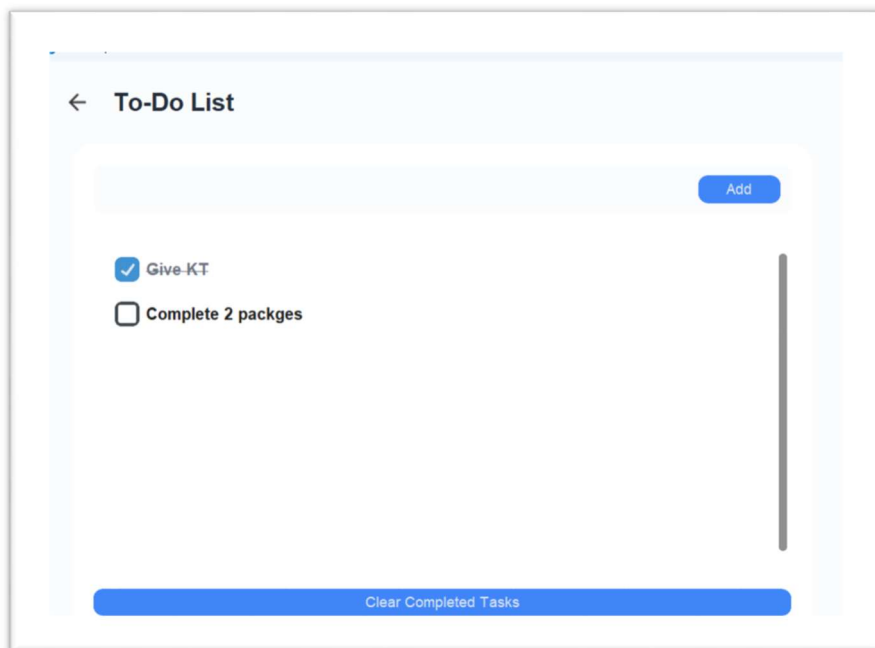 To-Do List
Add
Give KT
Complete 2 packges
Clear Completed Tasks